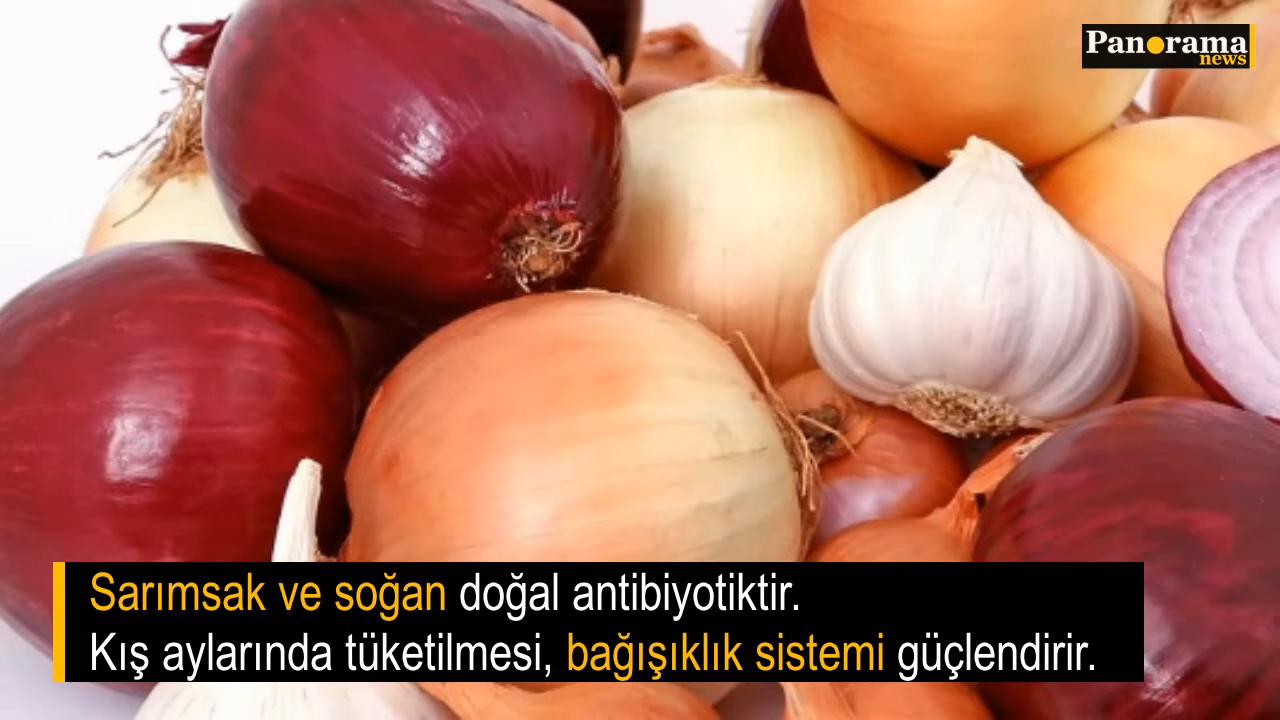 Panorama
news
Sarımsak ve soğan doğal antibiyotiktir.
Kış aylarında tüketilmesi, bağışıklık sistemi güçlendirir.